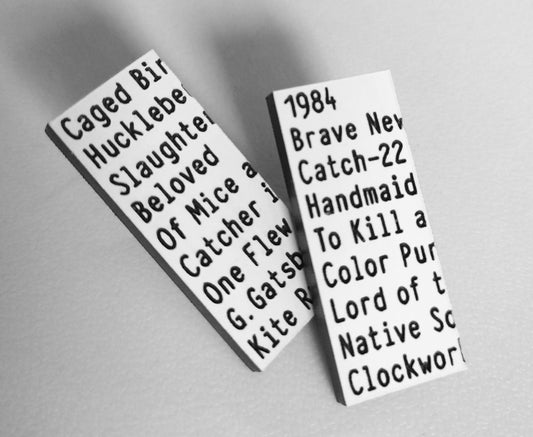 Caged Bir
Hucklebe
Slaughter
Beloved
Of Mice a
Catcher i
One Flew
G. Gatsb
Kite R
1984
Brave New
Catch-22
Handmaid
To Kill a
Color Pur
Lord of t
Native So
Clockwor